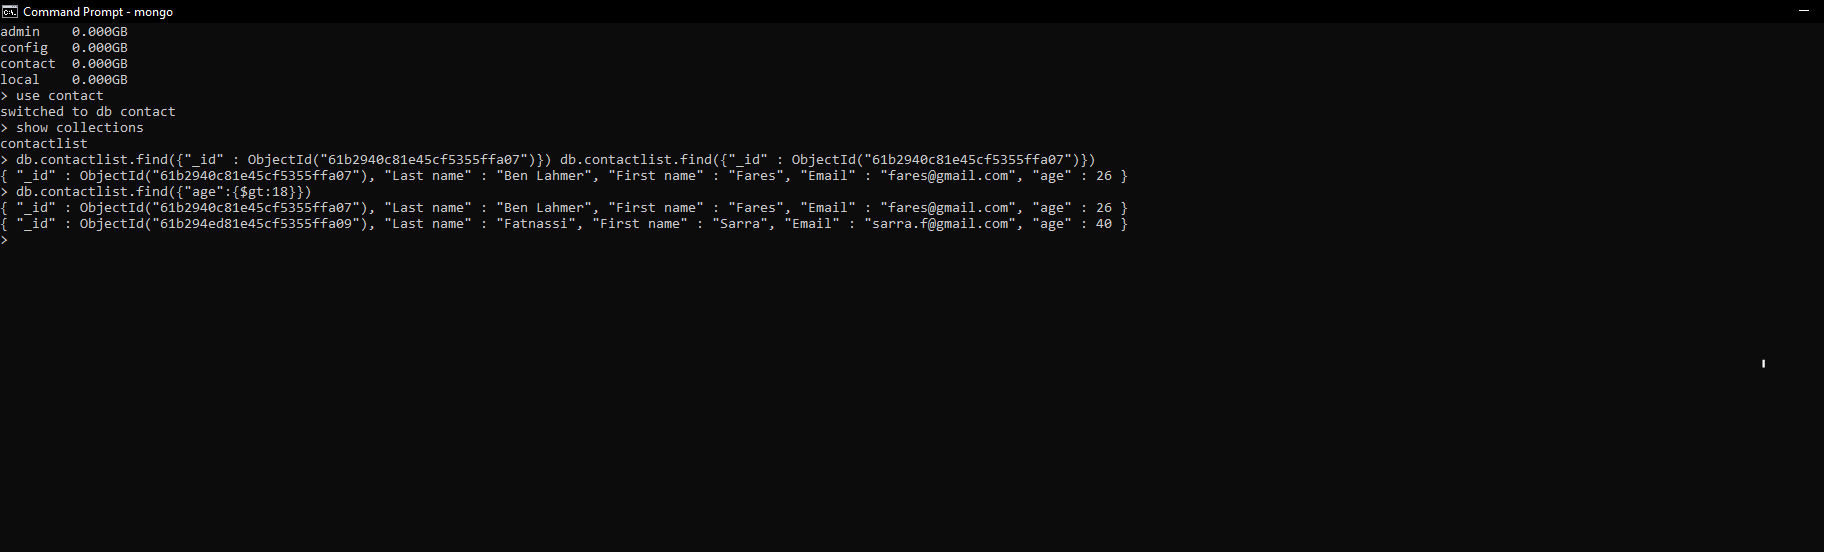 Command Prompt - mongo
admin    0.000GB
config   0.000GB
contact  0.000GB
local    0.000GB
> use contact
switched to db contact
> show collections
contactlist
> db.contactlist.find({"_id" : ObjectId("61b2940c81e45cf5355ffa07")}) db.contactlist.find({"_id" : ObjectId("61b2940c81e45cf5355ffa07")})
{ "_id" : ObjectId("61b2940c81e45cf5355ffa07"), "Last name" : "Ben Lahmer", "First name" : "Fares", "Email" : "fares@gmail.com", "age" : 26 }
> db.contactlist.find({"age":{$gt:18}})
{ "_id" : ObjectId("61b2940c81e45cf5355ffa07"), "Last name" : "Ben Lahmer", "First name" : "Fares", "Email" : "fares@gmail.com", "age" : 26 }
{ "_id" : ObjectId("61b294ed81e45cf5355ffa09"), "Last name" : "Fatnassi", "First name" : "Sarra", "Email" : "sarra.f@gmail.com", "age" : 40 }
>